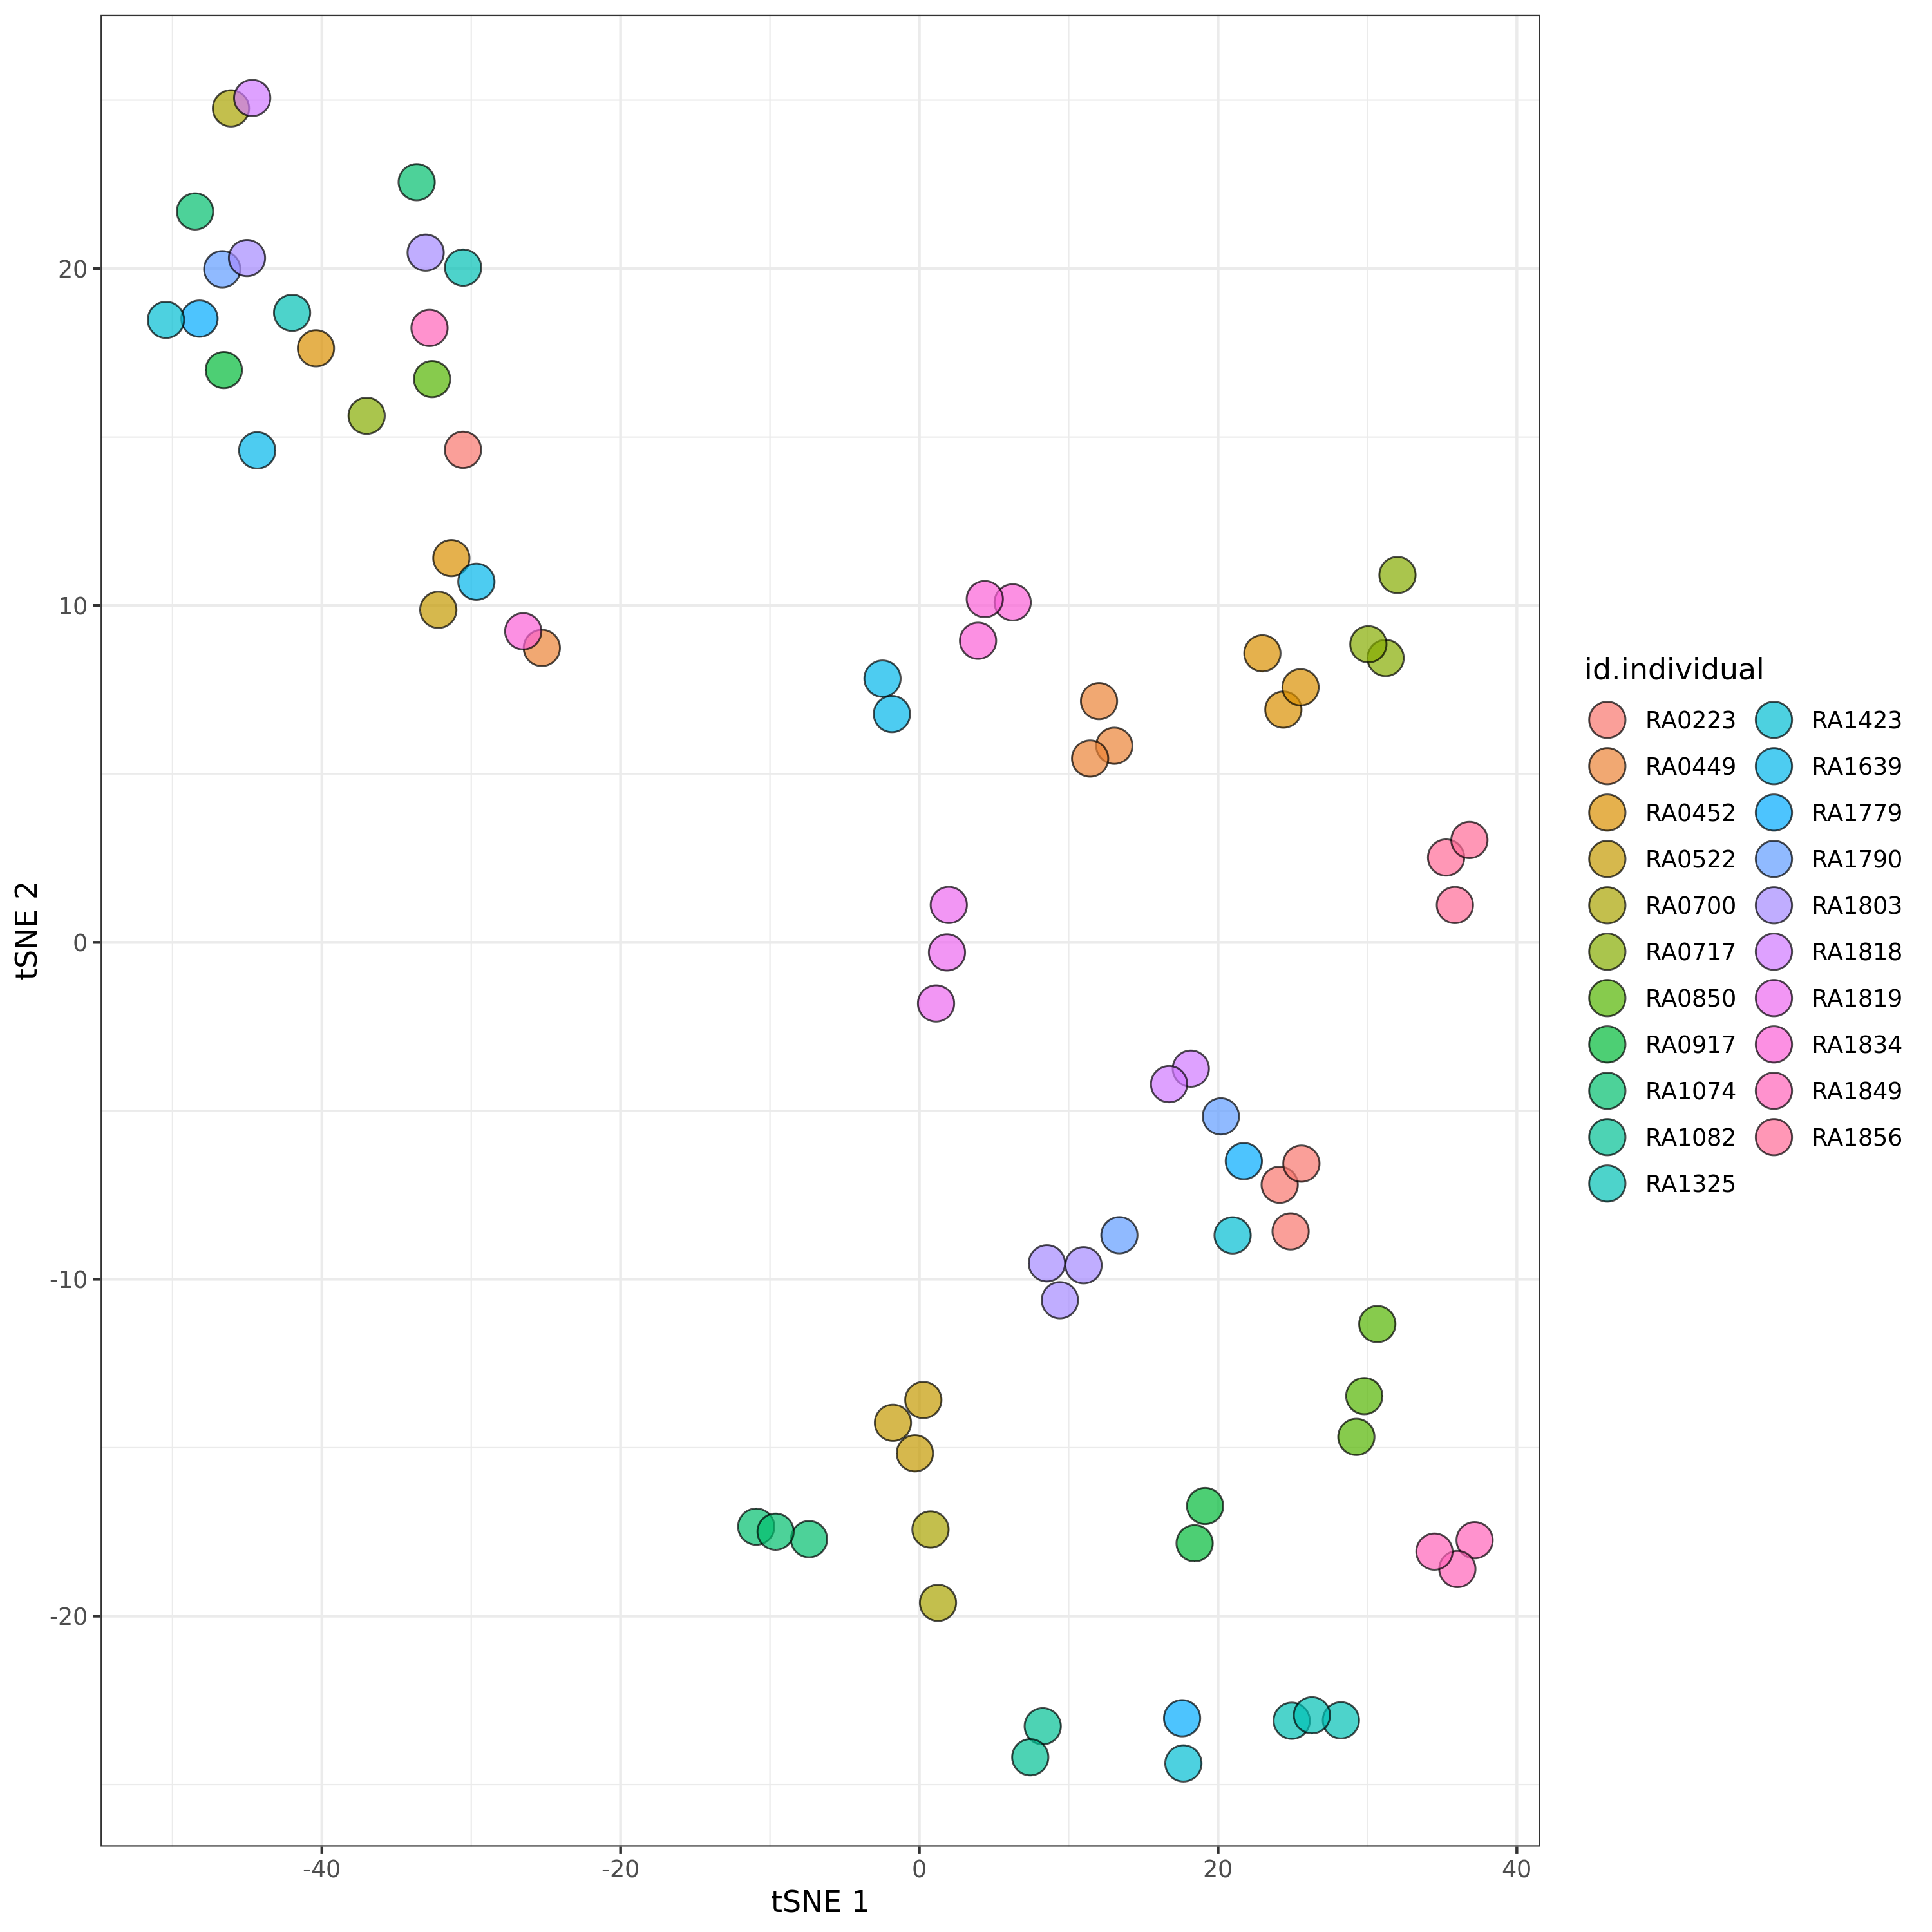 20
10
0
-10
-20
tSNE 2
-40
-20
0
20
40
tSNE 1
id.individual
RA0223
RA0449
RA0452
RA0522
RA0700
RA0717
RA0850
RA0917
RA1074
RA1082
RA1325
RA1423
RA1639
RA1779
RA1790
RA1803
RA1818
RA1819
RA1834
RA1849
RA1856